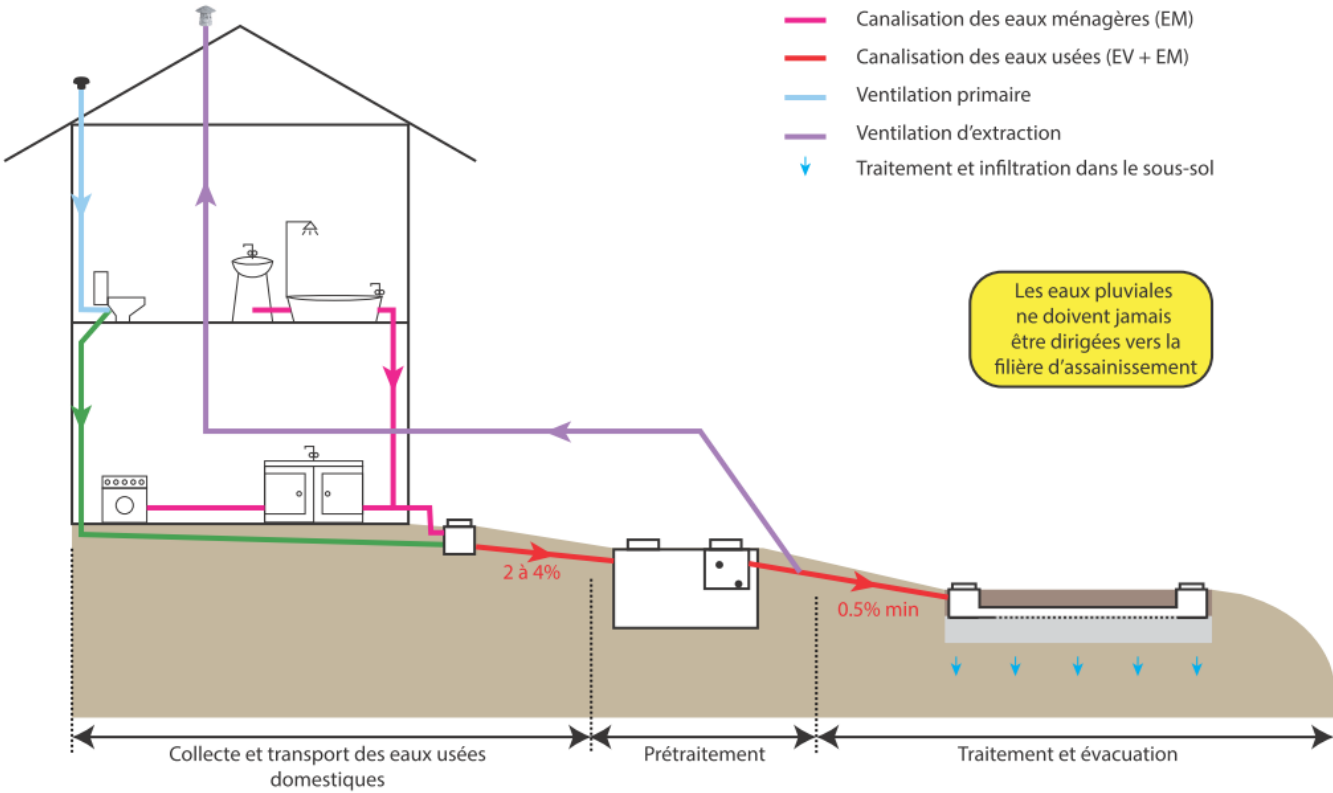 Canalisation des eaux ménagères (EM)
Canalisation des eaux usées (EV + EM)
Ventilation primaire
Ventilation d'extraction
Traitement et infiltration dans le sous-sol
Les eaux pluviales
ne doivent jamais
être dirigées vers la
filière d'assainissement
2 à 4%
0.5% min
Collecte et transport des eaux usées
domestiques
Prétraitement
Traitement et évacuation